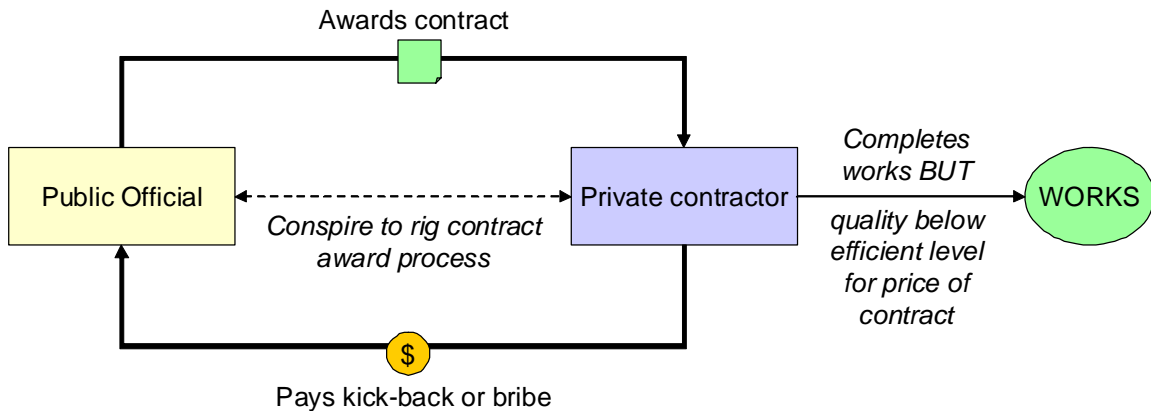 Awards contract
Public Official
Conspire to rig contract
award process
Private contractor
Completes
works BUT
quality below
efficient level
for price of
contract
WORKS
$
Pays kick-back or bribe